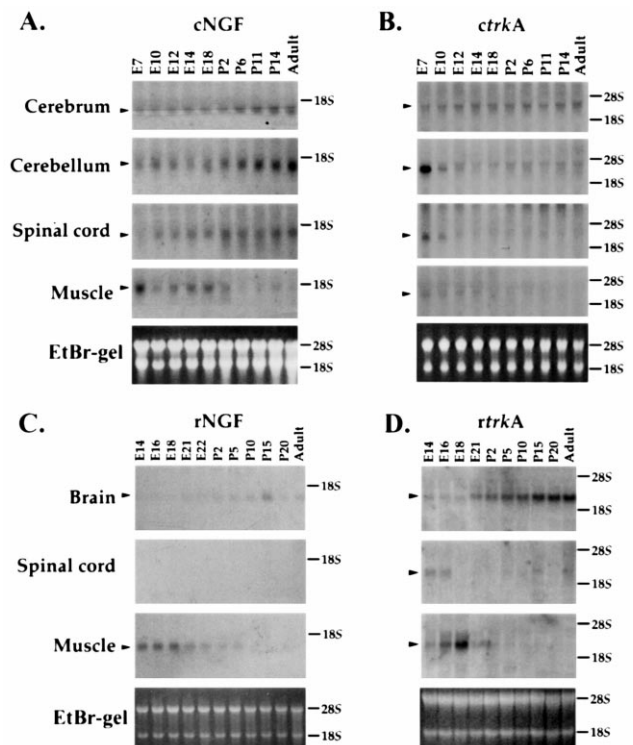 A. cNGF
E7 E10 E12 E14 E18 P2 P6 P11 P14 Adult
Cerebrum 18S
Cerebellum 18S
Spinal cord 18S
Muscle 18S
EtBr-gel 28S
18S
B. ctrkA
E7 E10 E12 E14 E18 P2 P6 P11 P14 Adult
28S
18S
28S
18S
28S
18S
28S
18S
28S
18S
C. rNGF
E14 E16 E18 E21 E22 P2 P5 P10 P15 P20 Adult
Brain 18S
Spinal cord 18S
Muscle 18S
EtBr-gel 28S
18S
D. rtrkA
E14 E16 E18 E21 P2 P5 P10 P15 P20 Adult
28S
18S
28S
18S
28S
18S
28S
18S